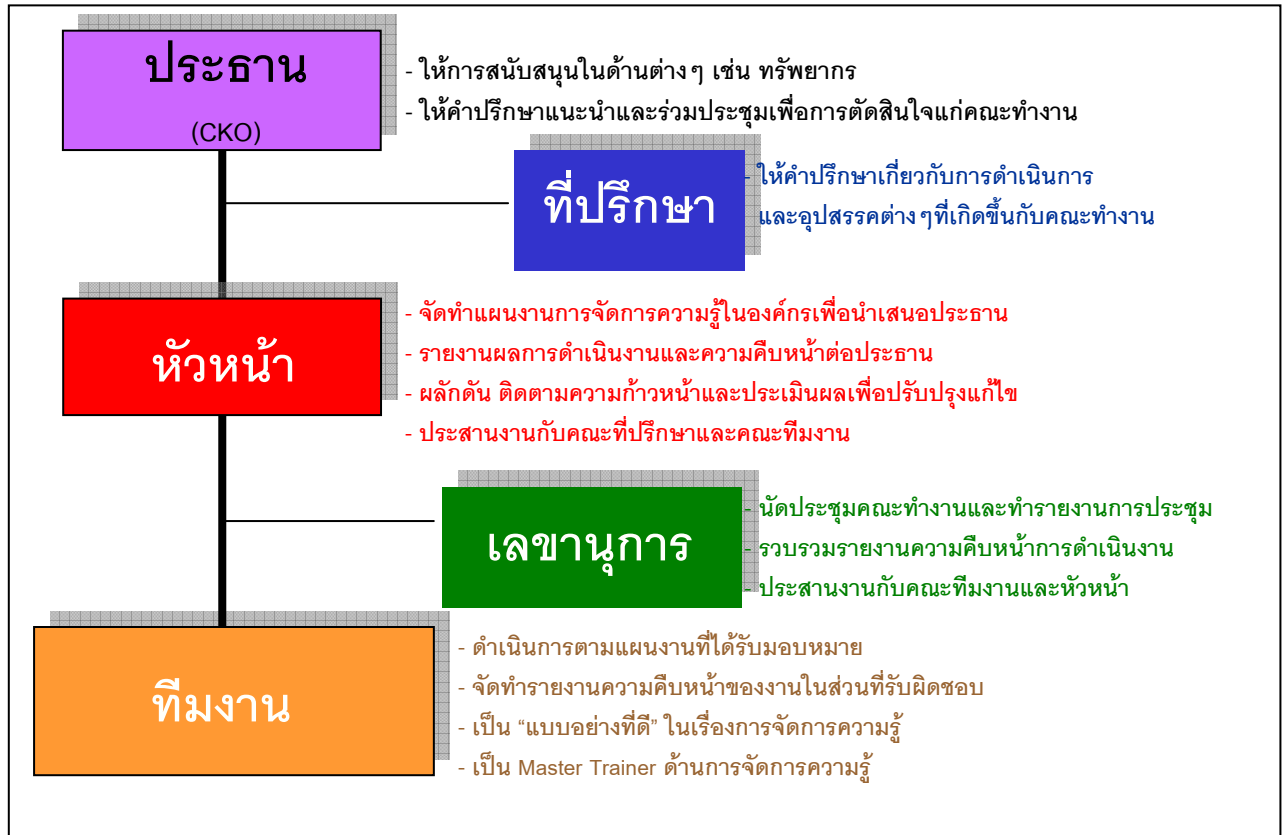 ประธาน
(CKO)
- ให้การสนับสนุนในด้านต่างๆ เช่น ทรัพยากร
- ให้คำปรึกษาแนะนำและร่วมประชุมเพื่อการตัดสินใจแก่คณะทำงาน
ที่ปรึกษา
- ให้คำปรึกษาเกี่ยวกับการดำเนินการ
และอุปสรรคต่างๆที่เกิดขึ้นกับคณะทำงาน
หัวหน้า
- จัดทำแผนงานการจัดการความรู้ในองค์กรเพื่อนำเสนอประธาน
- รายงานผลการดำเนินงานและความคืบหน้าต่อประธาน
- ผลักดัน ติดตามความก้าวหน้าและประเมินผลเพื่อปรับปรุงแก้ไข
- ประสานงานกับคณะที่ปรึกษาและคณะทีมงาน
เลขานุการ
- นัดประชุมคณะทำงานและทำรายงานการประชุม
- รวบรวมรายงานความคืบหน้าการดำเนินงาน
- ประสานงานกับคณะทีมงานและหัวหน้า
ทีมงาน
- ดำเนินการตามแผนงานที่ได้รับมอบหมาย
- จัดทำรายงานความคืบหน้าของงานในส่วนที่รับผิดชอบ
- เป็น “แบบอย่างที่ดี” ในเรื่องการจัดการความรู้
- เป็น Master Trainer ด้านการจัดการความรู้